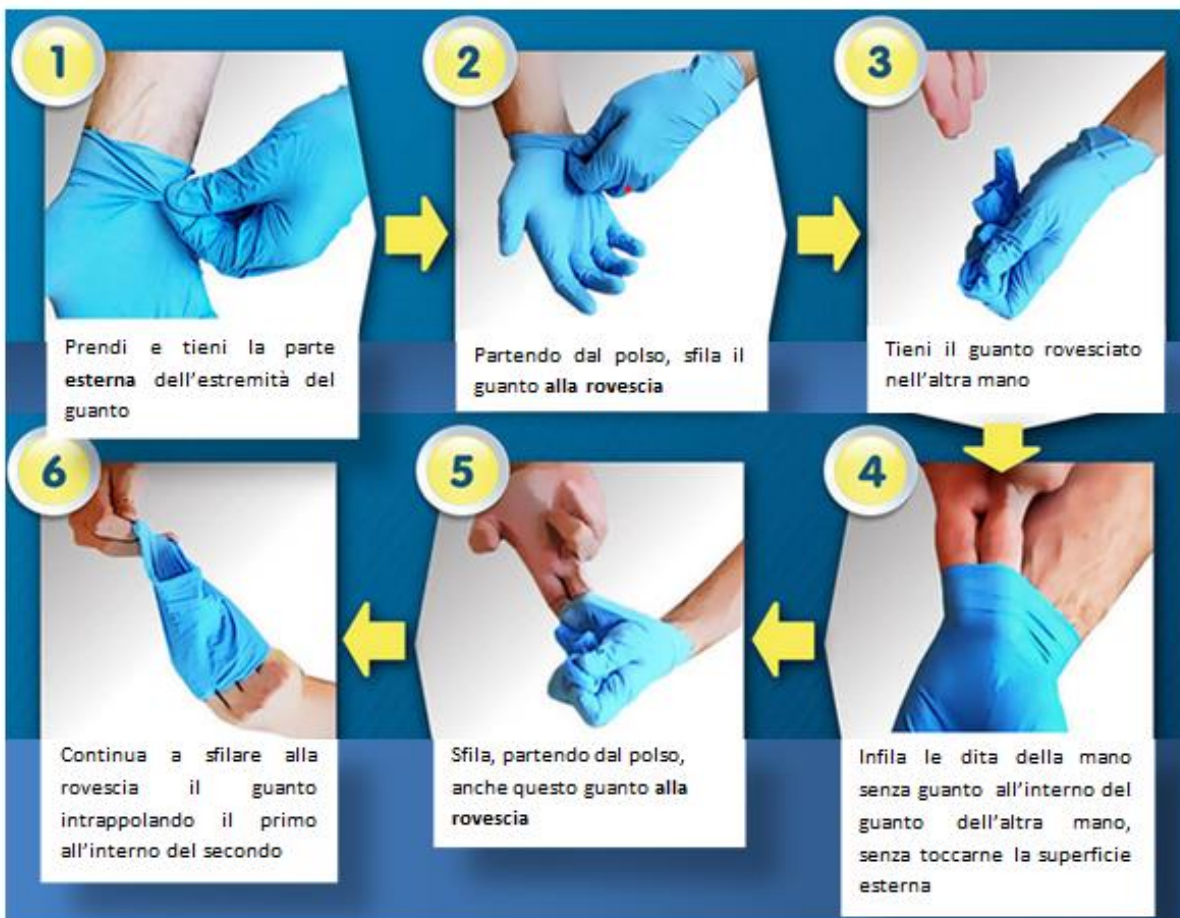 1
Prendi e tieni la parte
esterna dell'estremità del
guanto
2
Partendo dal polso, sfila il
guanto alla rovescia
3
Tieni il guanto rovesciato
nell'altra mano
4
Infila le dita della mano
senza guanto all'interno del
guanto dell'altra mano,
senza toccarne la superficie
esterna
5
Sfila, partendo dal polso,
anche questo guanto alla
rovescia
6
Continua a sfilare alla
rovescia il guanto
intrappolando il primo
all'interno del secondo